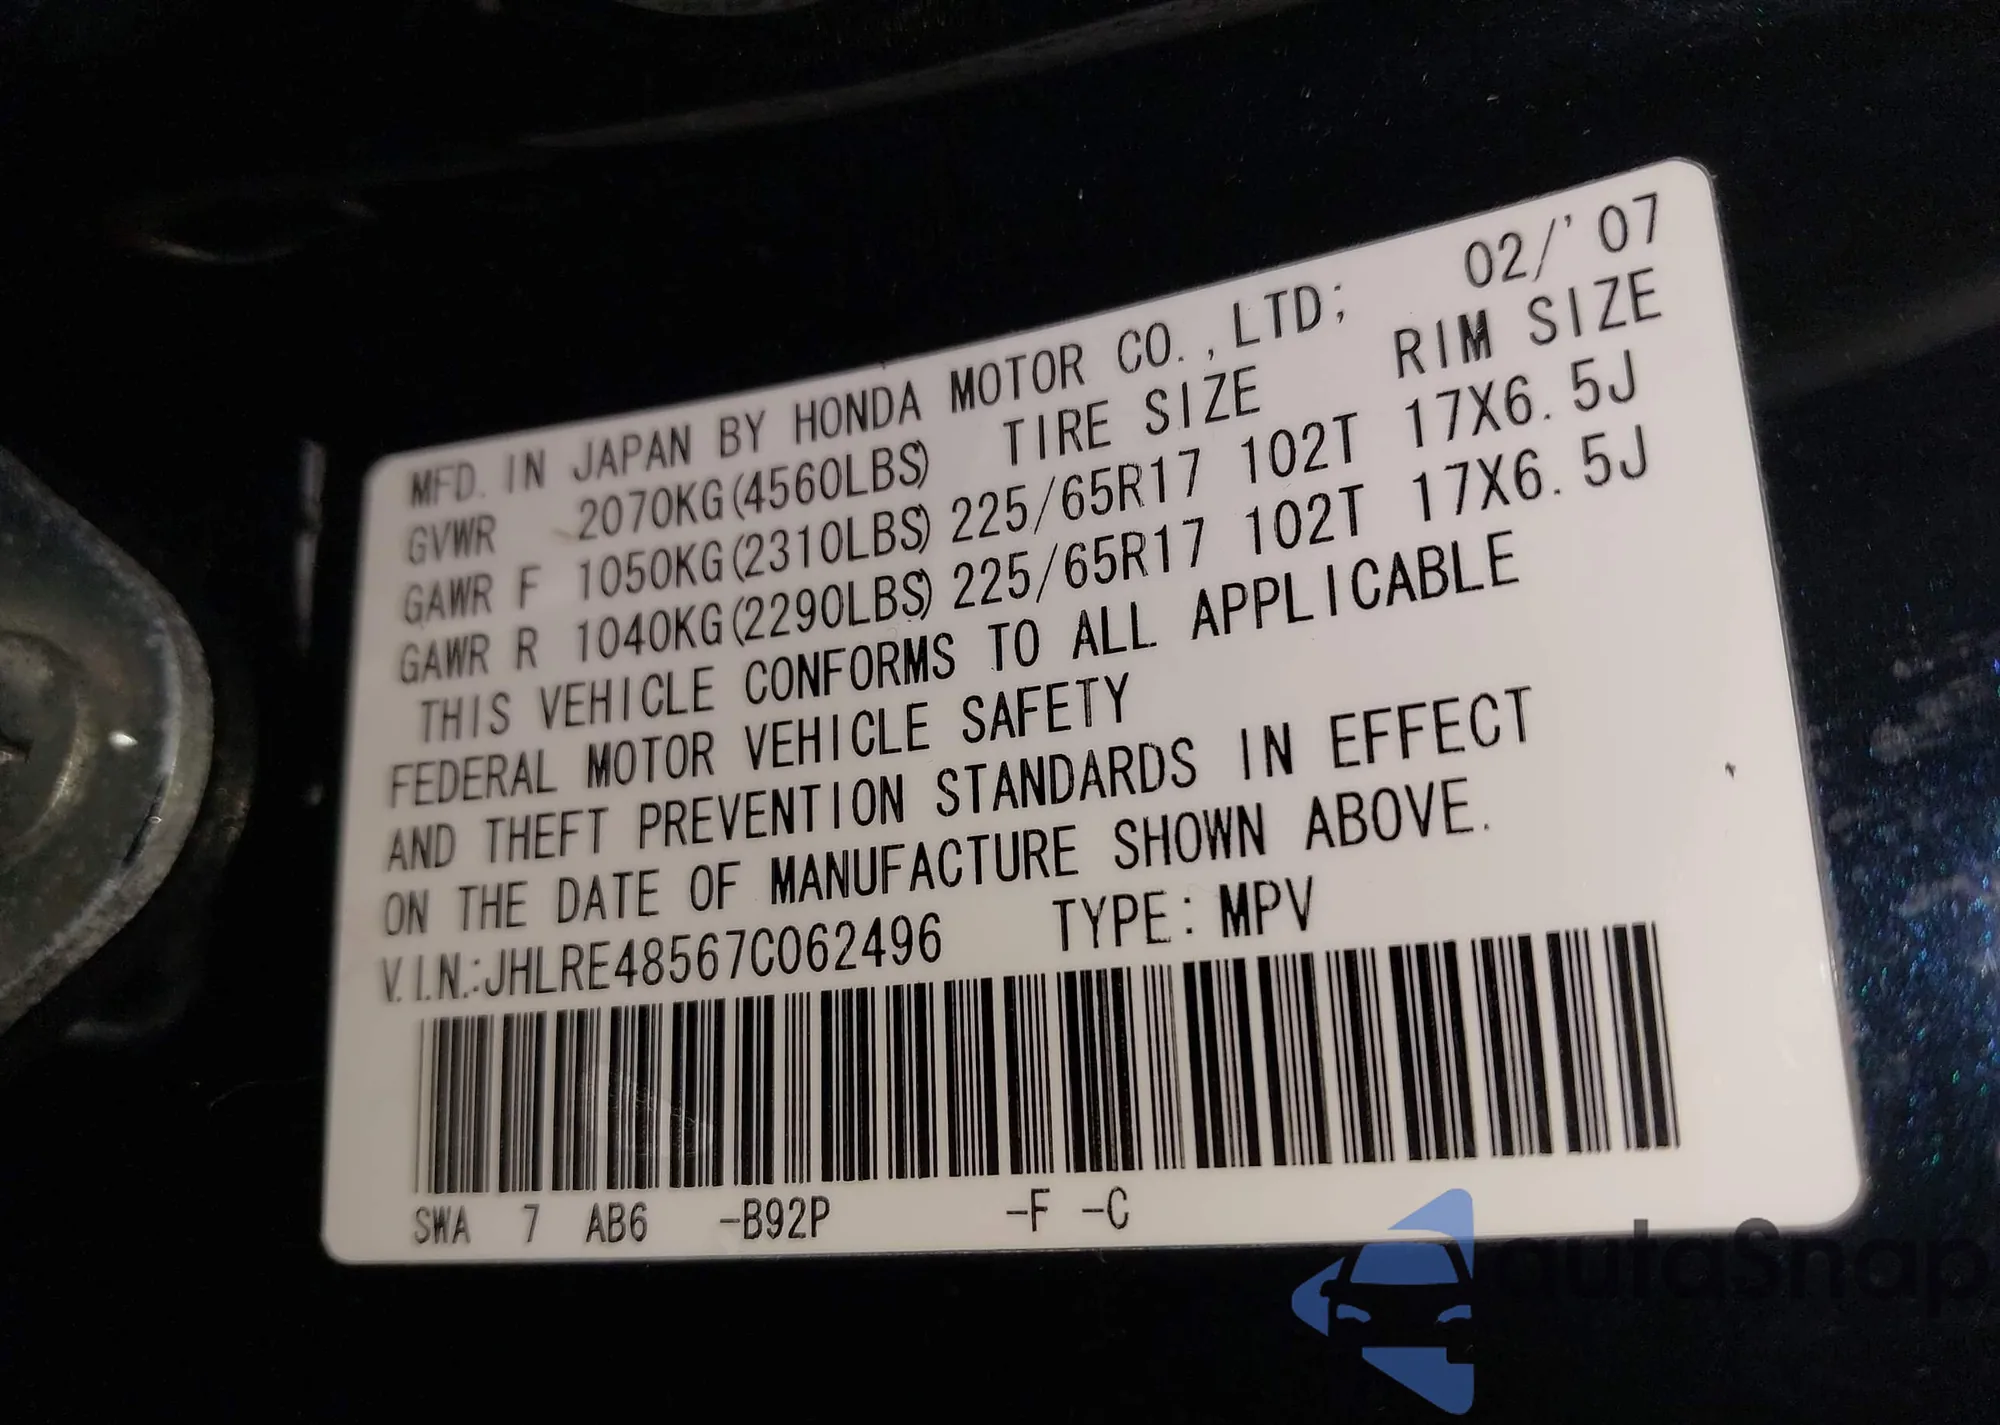 MFD. IN JAPAN BY HONDA MOTOR CO.,LTD; 02/'07
GVWR 2070KG(4560LBS) TIRE SIZE RIM SIZE
GAWR F 1050KG(2310LBS) 225/65R17 102T 17X6.5J
GAWR R 1040KG(2290LBS) 225/65R17 102T 17X6.5J
THIS VEHICLE CONFORMS TO ALL APPLICABLE
FEDERAL MOTOR VEHICLE SAFETY
AND THEFT PREVENTION STANDARDS IN EFFECT
ON THE DATE OF MANUFACTURE SHOWN ABOVE.
V.I.N.:JHLRE48567C062496 TYPE:MPV
SWA 7 AB6 -B92P -F -C
autasnap